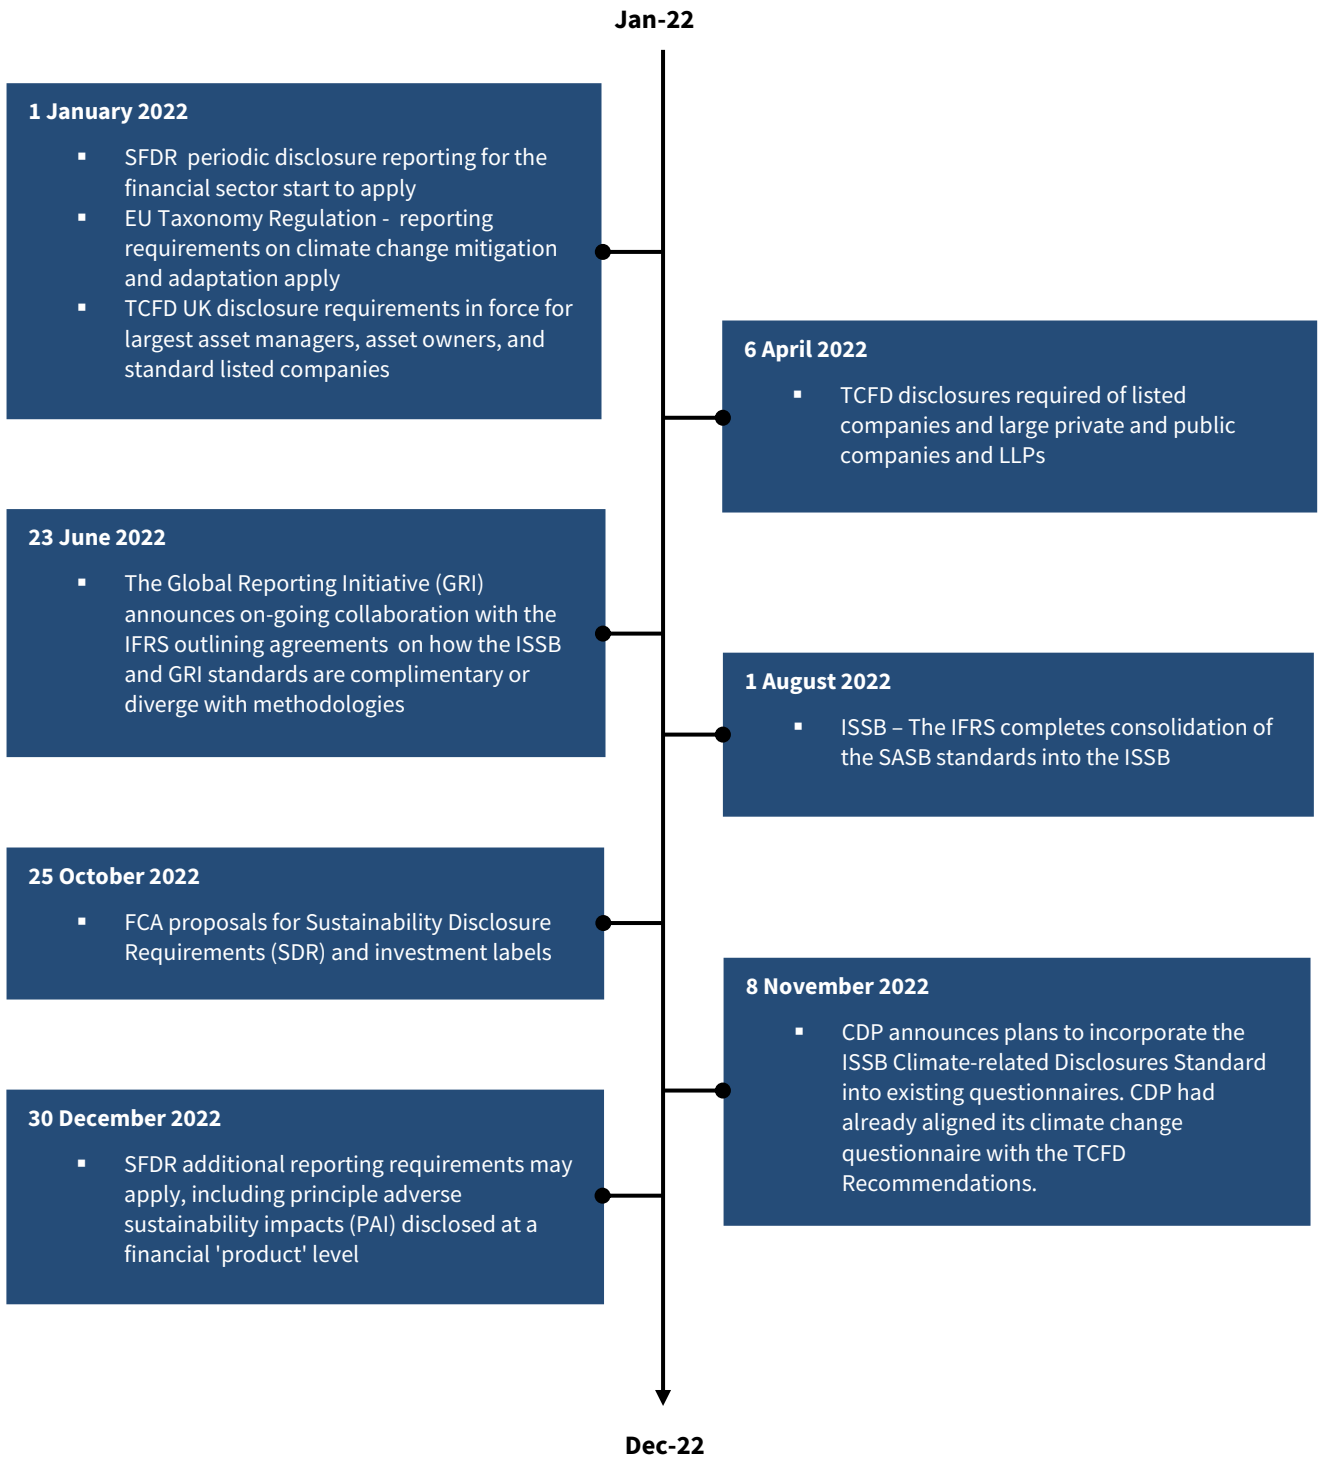 Jan-22
1 January 2022
▪ SFDR  periodic disclosure reporting for the
financial sector start to apply
▪ EU Taxonomy Regulation -  reporting
requirements on climate change mitigation
and adaptation apply
▪ TCFD UK disclosure requirements in force for
largest asset managers, asset owners, and
standard listed companies
6 April 2022
▪ TCFD disclosures required of listed
companies and large private and public
companies and LLPs
23 June 2022
▪ The Global Reporting Initiative (GRI)
announces on-going collaboration with the
IFRS outlining agreements  on how the ISSB
and GRI standards are complimentary or
diverge with methodologies
1 August 2022
▪ ISSB – The IFRS completes consolidation of
the SASB standards into the ISSB
25 October 2022
▪ FCA proposals for Sustainability Disclosure
Requirements (SDR) and investment labels
8 November 2022
▪ CDP announces plans to incorporate the
ISSB Climate-related Disclosures Standard
into existing questionnaires. CDP had
already aligned its climate change
questionnaire with the TCFD
Recommendations.
30 December 2022
▪ SFDR additional reporting requirements may
apply, including principle adverse
sustainability impacts (PAI) disclosed at a
financial 'product' level
Dec-22